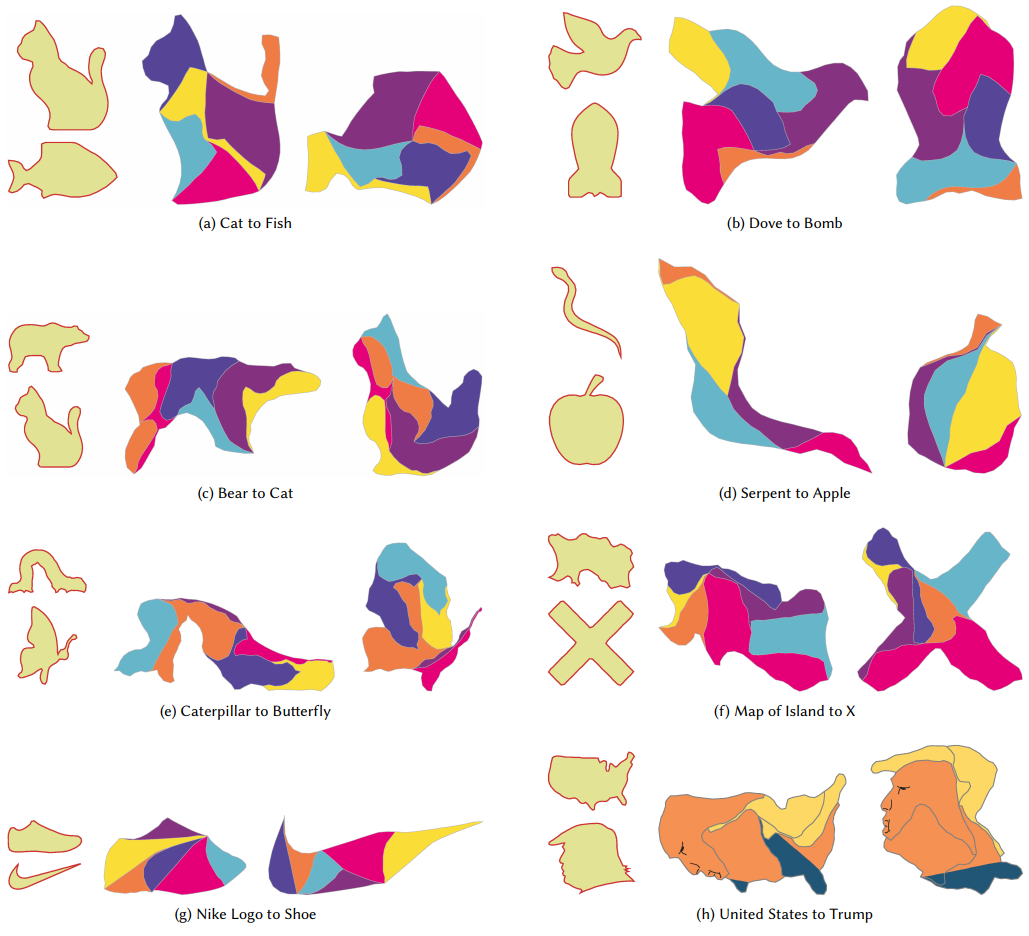 (a) Cat to Fish
(b) Dove to Bomb
(c) Bear to Cat
(d) Serpent to Apple
(e) Caterpillar to Butterfly
(f) Map of Island to X
(g) Nike Logo to Shoe
(h) United States to Trump